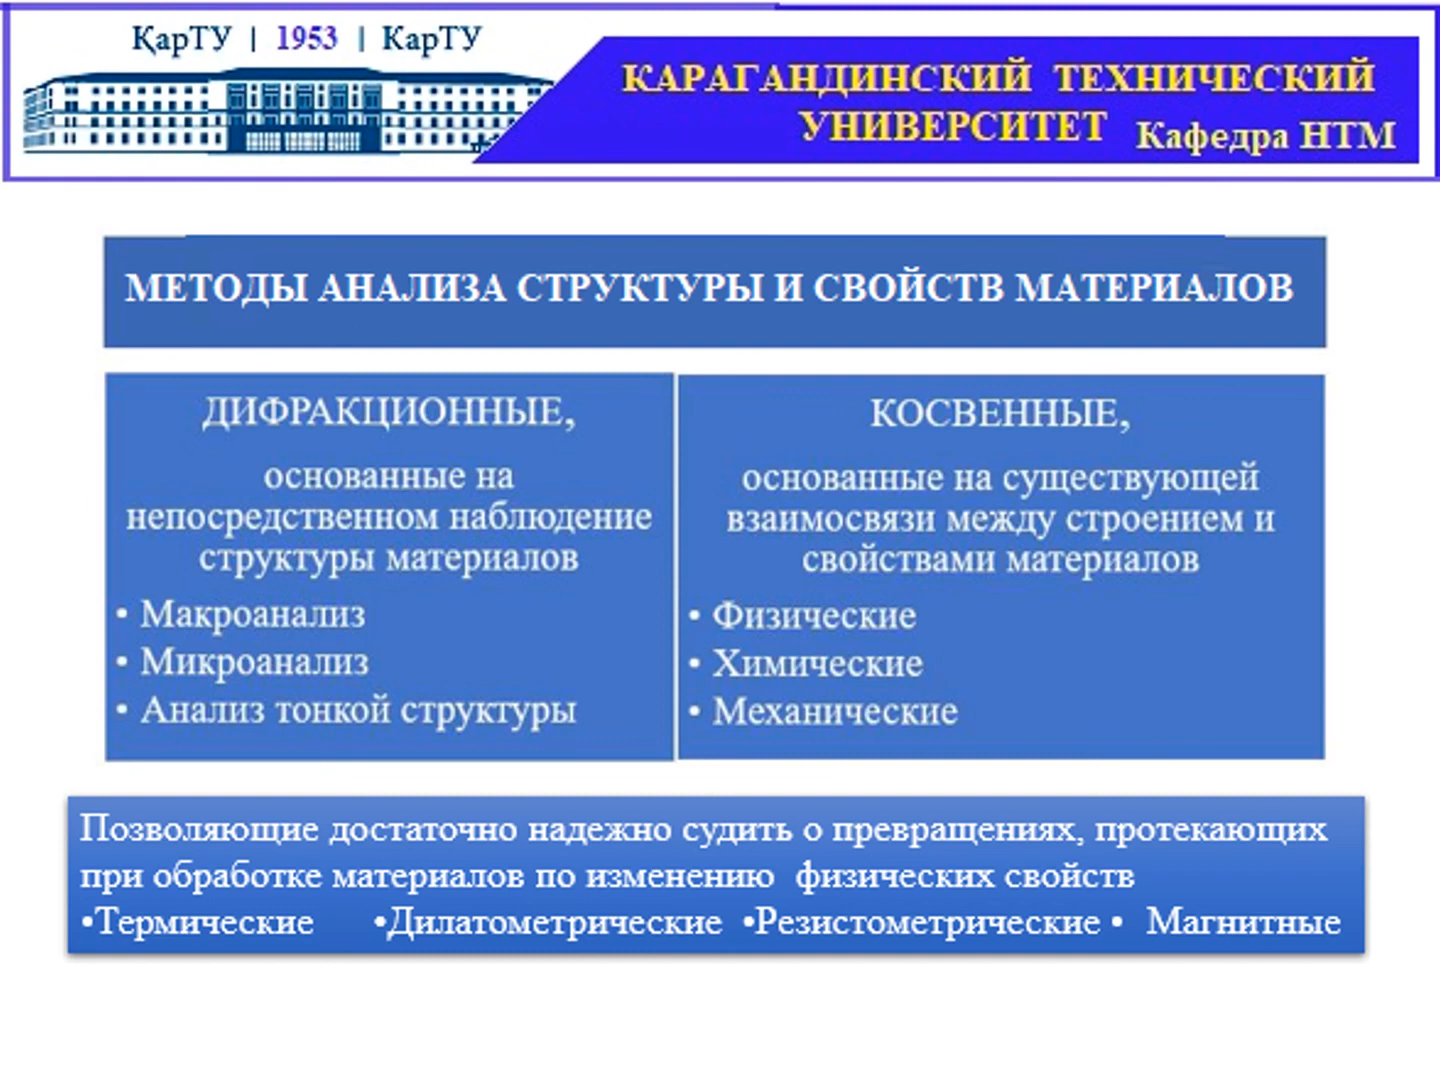 ҚарТУ | 1953 | КарТУ
КАРАГАНДИНСКИЙ ТЕХНИЧЕСКИЙ
УНИВЕРСИТЕТ Кафедра НТМ
МЕТОДЫ АНАЛИЗА СТРУКТУРЫ И СВОЙСТВ МАТЕРИАЛОВ
ДИФРАКЦИОННЫЕ,
основанные на
непосредственном наблюдение
структуры материалов
• Макроанализ
• Микроанализ
• Анализ тонкой структуры
КОСВЕННЫЕ,
основанные на существующей
взаимосвязи между строением и
свойствами материалов
• Физические
• Химические
• Механические
Позволяющие достаточно надежно судить о превращениях, протекающих
при обработке материалов по изменению физических свойств
•Термические •Дилатометрические •Резистометрические • Магнитные